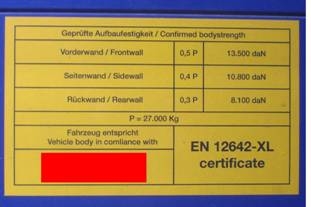 Geprüfte Aufbaufestigkeit / Confirmed bodystrength
Vorderwand / Frontwall 0,5 P 13.500 daN
Seitenwand / Sidewall 0,4 P 10.800 daN
Rückwand / Rearwall 0,3 P 8.100 daN
P = 27.000 Kg
Fahrzeug entspricht
Vehicle body in comliance with
EN 12642-XL
certificate